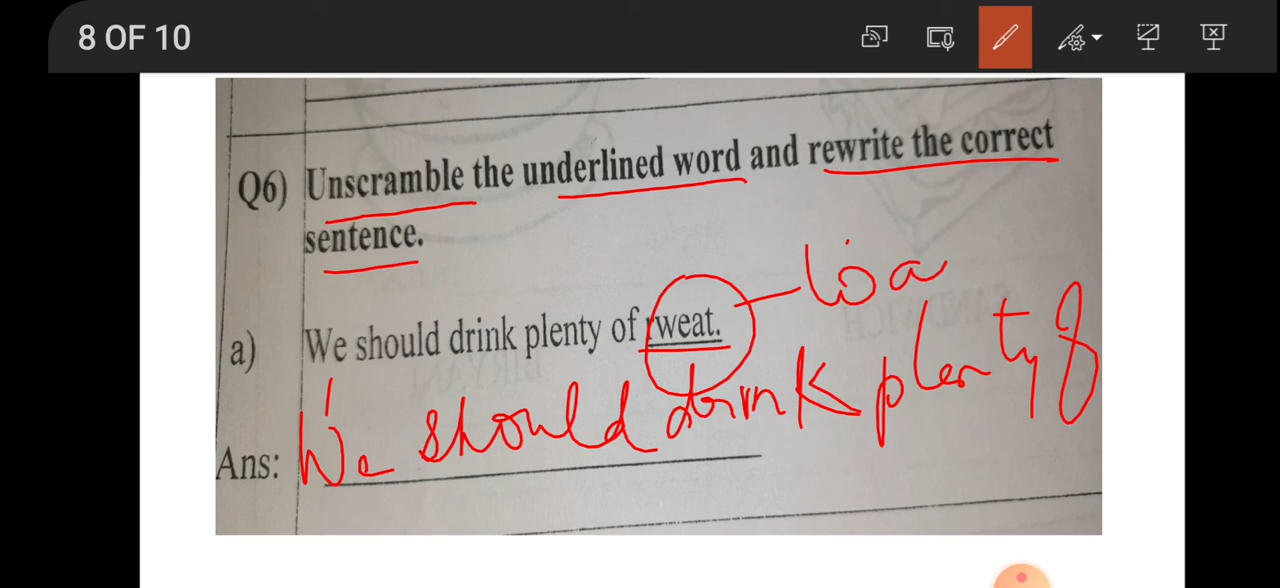 8 OF 10
Q6) Unscramble the underlined word and rewrite the correct
sentence.
wa
a) We should drink plenty of rweat.
We should drink plenty of
Ans: